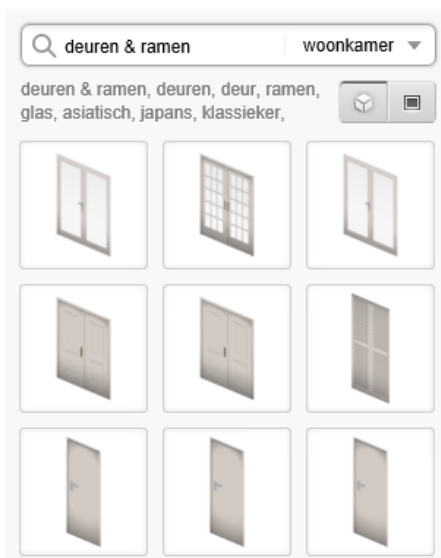 deuren & ramen woonkamer
deuren & ramen, deuren, deur, ramen,
glas, asiatisch, japans, klassieker,